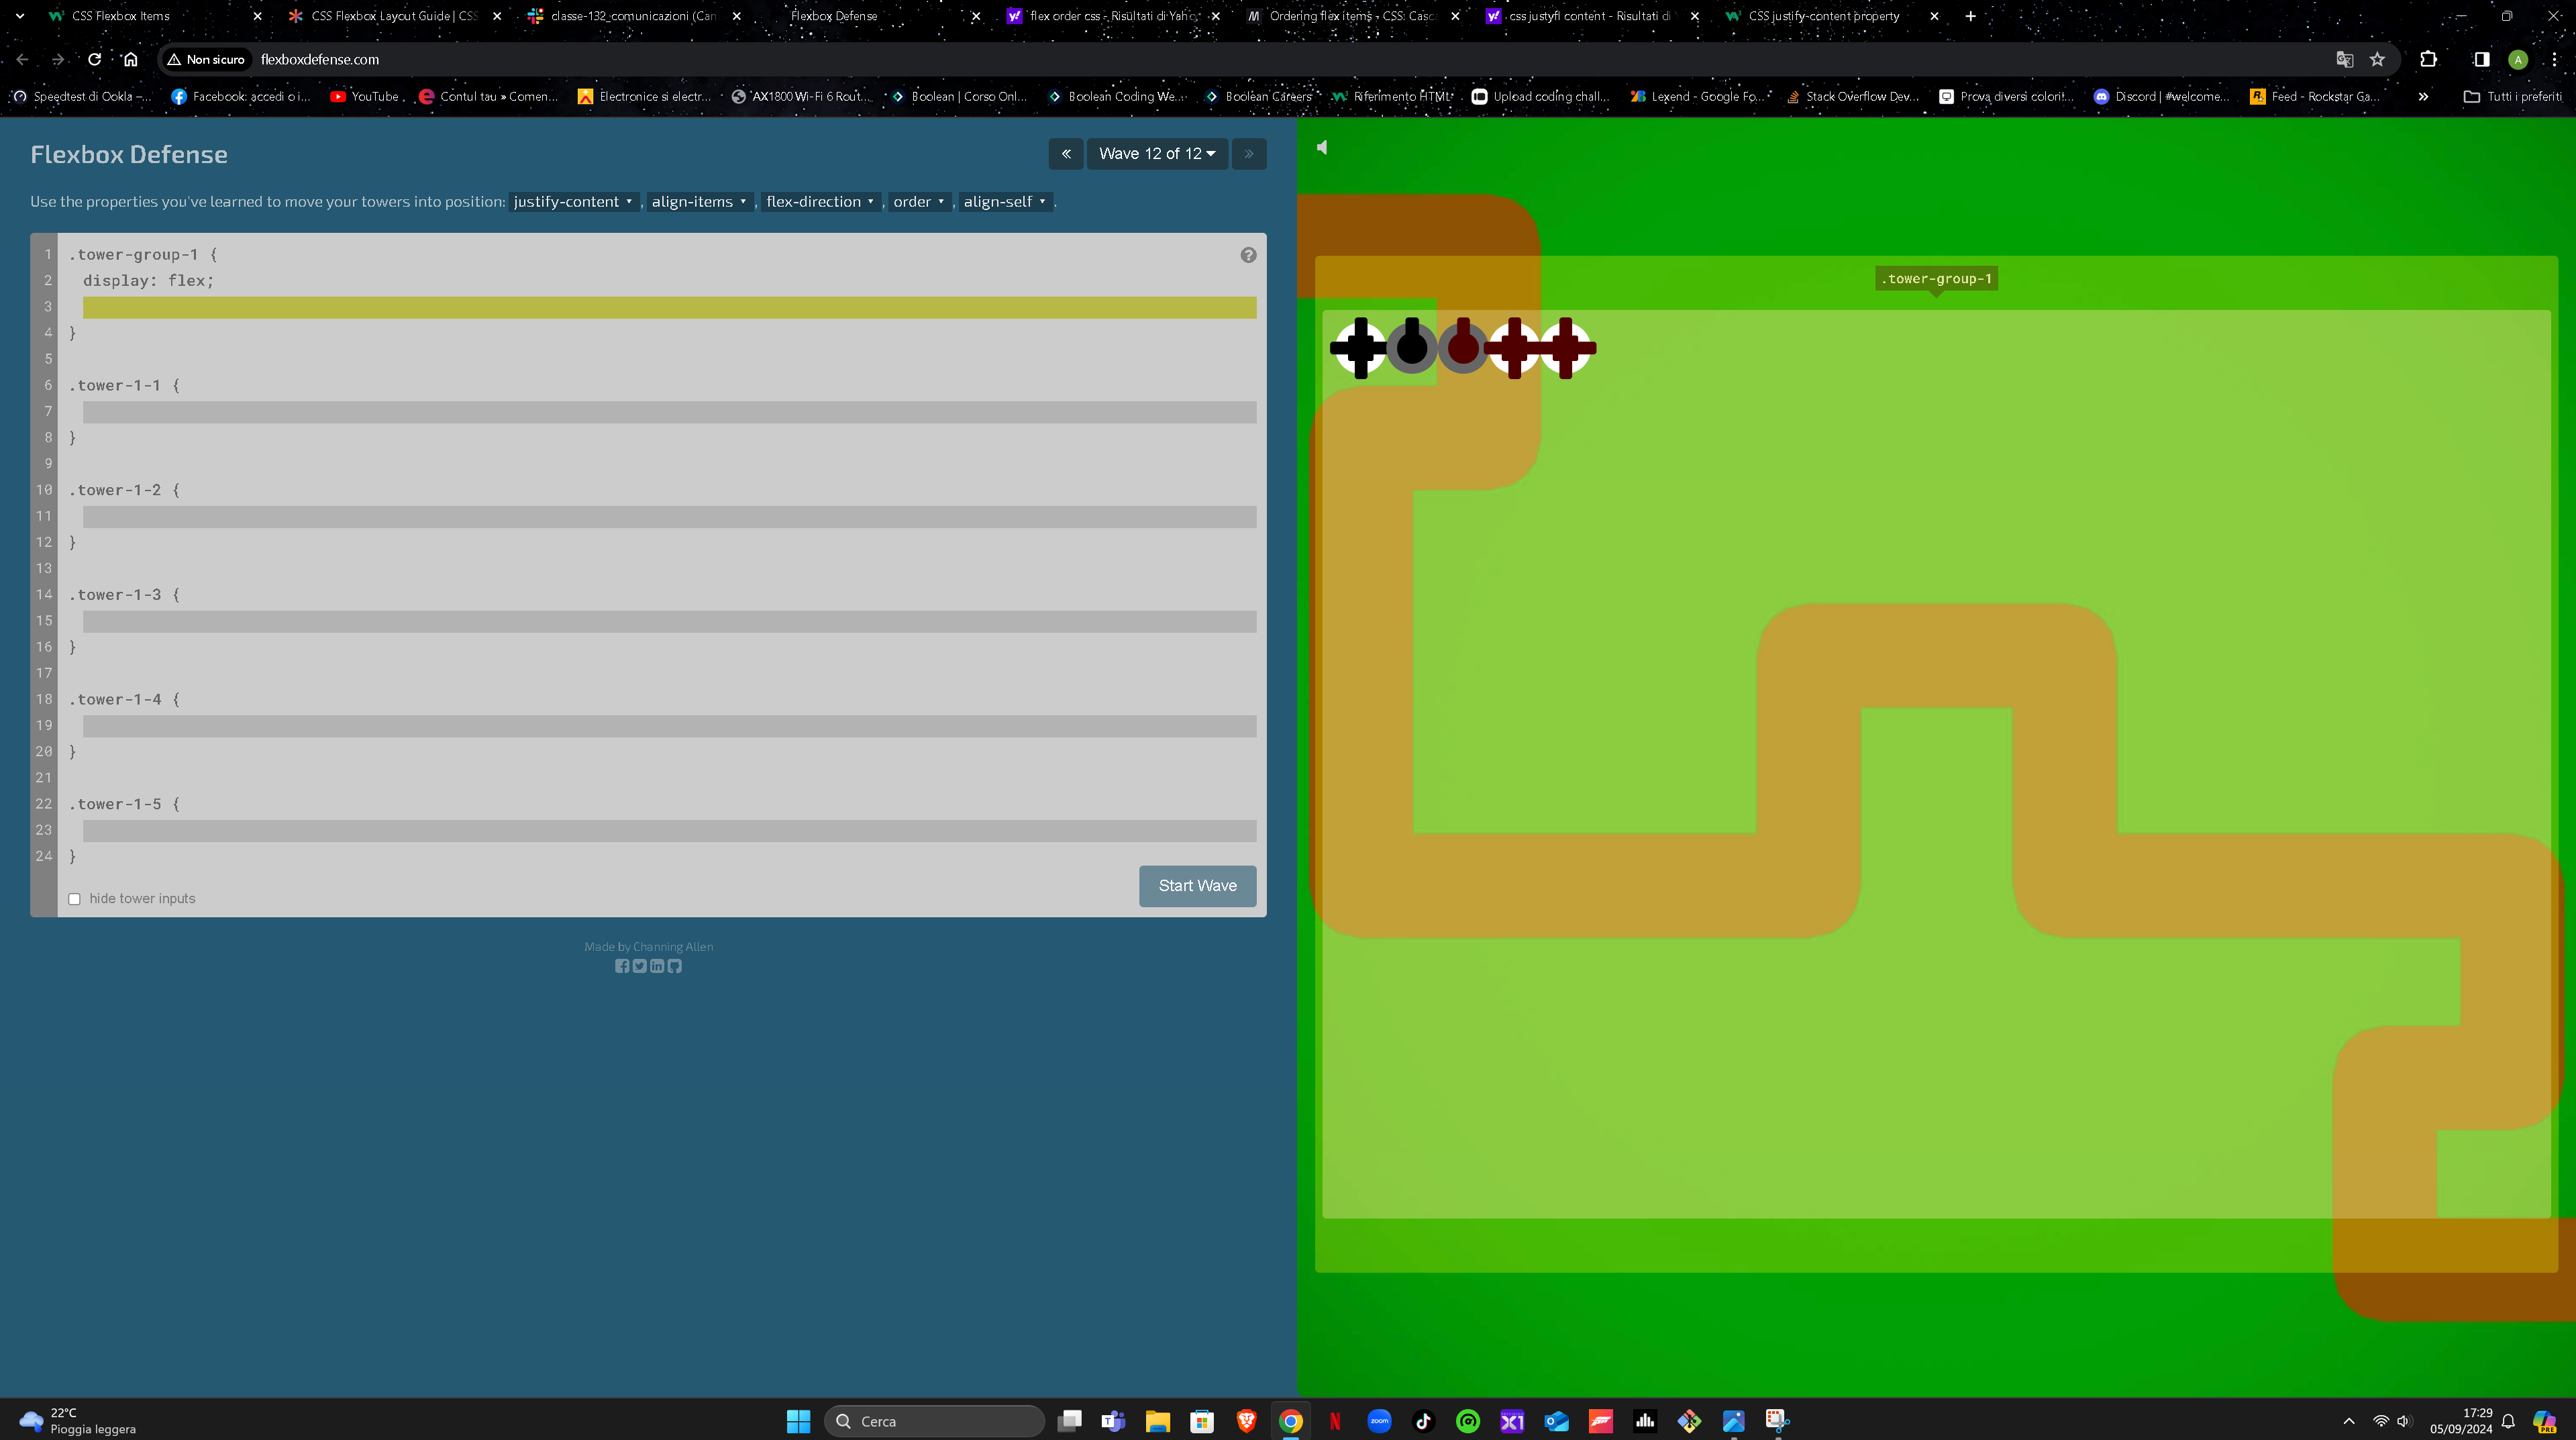 CSS Flexbox Items
CSS Flexbox Layout Guide | CSS
classe-132_comunicazioni (Can
Flexbox Defense
flex order css - Risultati di Yaho
Ordering flex items - CSS: Casc
css justyfi content - Risultati di
CSS justify-content property
Non sicuro
flexboxdefense.com
Speedtest di Ookla –...
Facebook: accedi o i...
YouTube
Contul tau » Comen...
Electronice si electr...
AX1800 Wi-Fi 6 Rout...
Boolean | Corso Onl...
Boolean Coding We...
Boolean Careers
Riferimento HTML
Upload coding chall...
Lexend - Google Fo...
Stack Overflow Dev...
Prova diversi colori!...
Discord | #welcome...
Feed - Rockstar Ga...
Tutti i preferiti
Flexbox Defense
Wave 12 of 12
Use the properties you've learned to move your towers into position: justify-content , align-items , flex-direction , order , align-self .
1 .tower-group-1 {
2 display: flex;
3
4 }
5
6 .tower-1-1 {
7
8 }
9
10 .tower-1-2 {
11
12 }
13
14 .tower-1-3 {
15
16 }
17
18 .tower-1-4 {
19
20 }
21
22 .tower-1-5 {
23
24 }
hide tower inputs
Start Wave
Made by Channing Allen
.tower-group-1
22°C
Pioggia leggera
Cerca
zoom
X1
PRE
17:29
05/09/2024